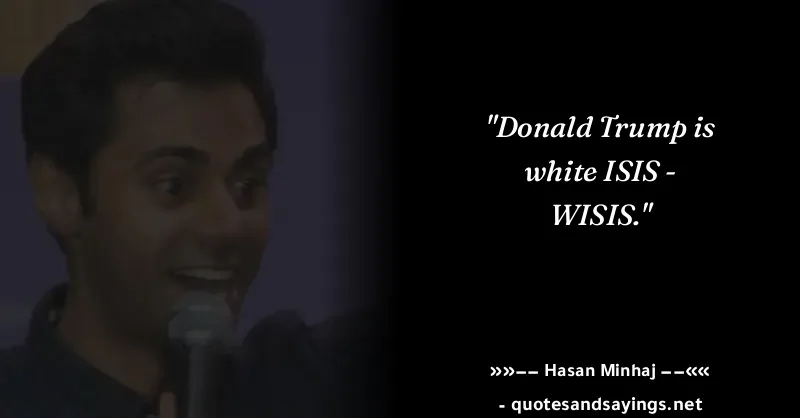 "Donald Trump is
white ISIS -
WISIS."
»»–– Hasan Minhaj ––««
- quotesandsayings.net